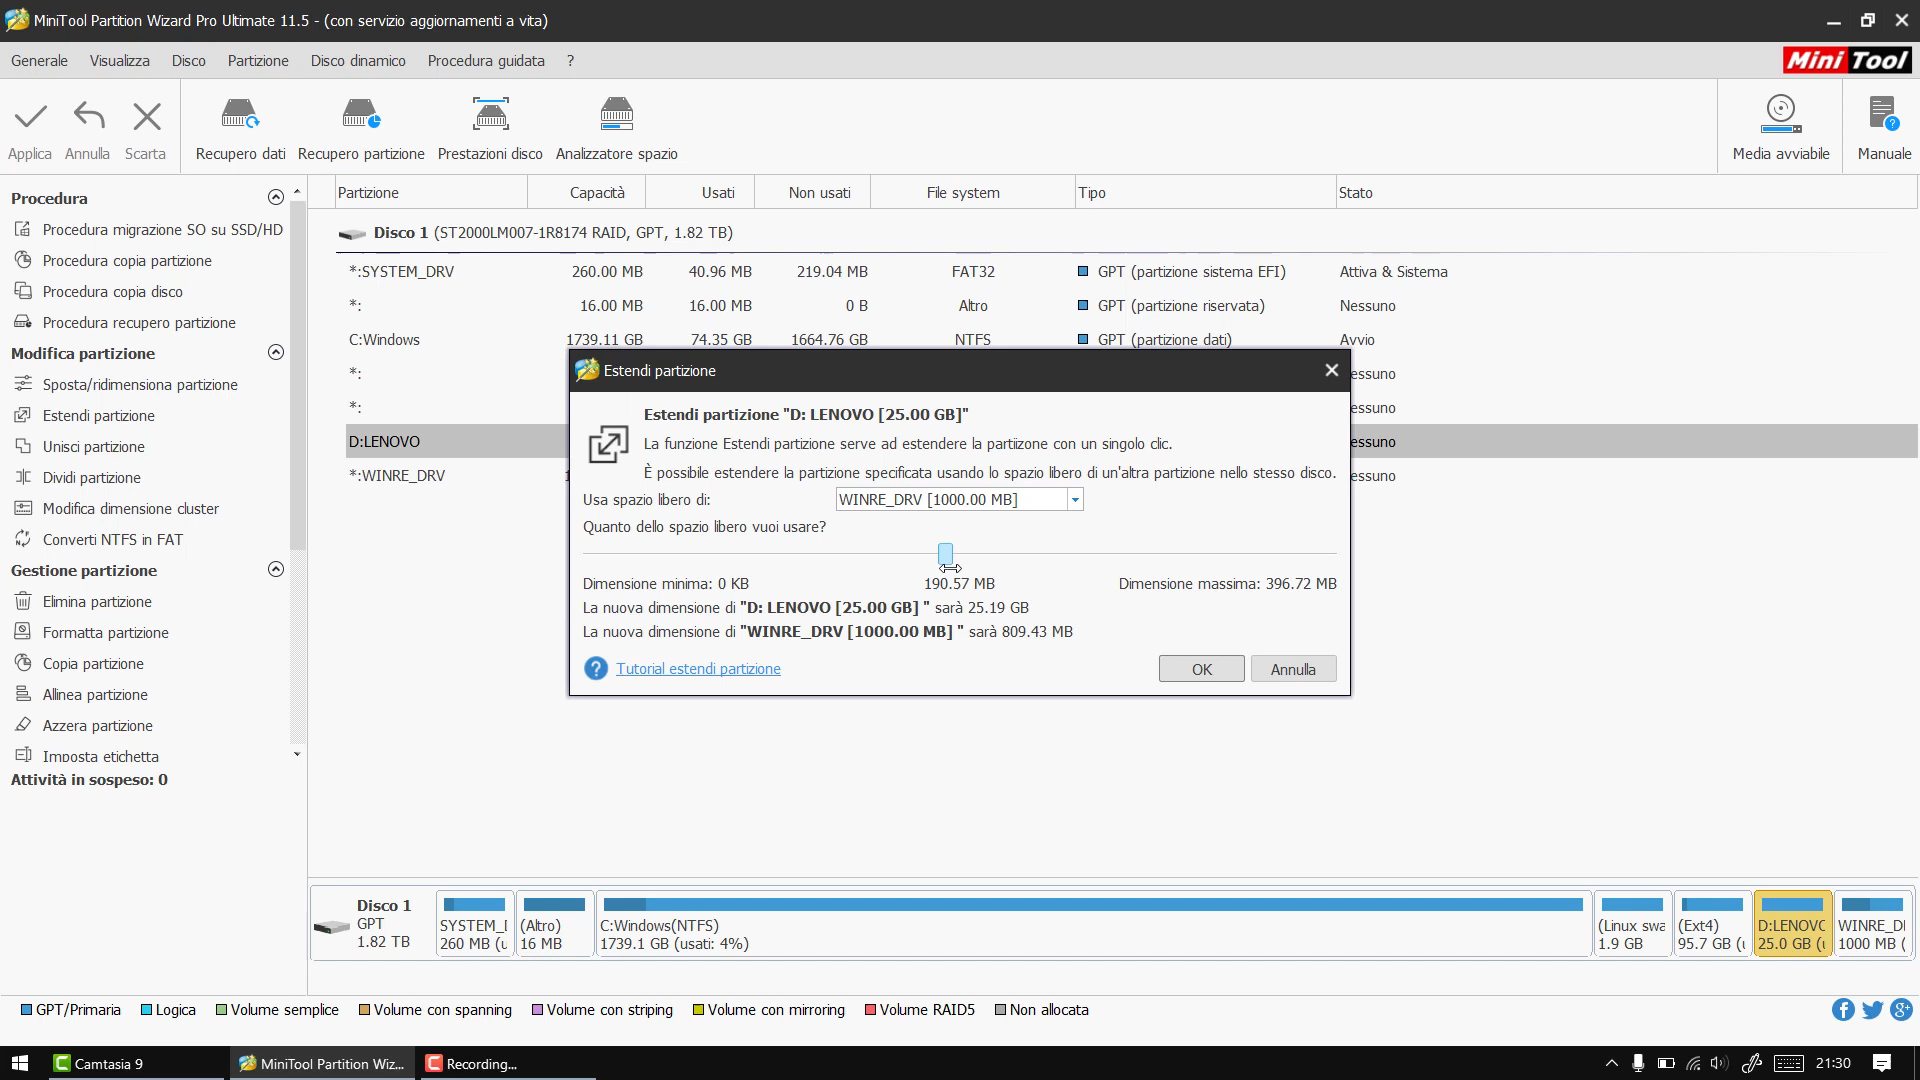 MiniTool Partition Wizard Pro Ultimate 11.5 - (con servizio aggiornamenti a vita)
Generale Visualizza Disco Partizione Disco dinamico Procedura guidata ?
Mini Tool
Applica Annulla Scarta Recupero dati Recupero partizione Prestazioni disco Analizzatore spazio Media avviabile Manuale
Procedura
Procedura migrazione SO su SSD/HD
Procedura copia partizione
Procedura copia disco
Procedura recupero partizione
Modifica partizione
Sposta/ridimensiona partizione
Estendi partizione
Unisci partizione
Dividi partizione
Modifica dimensione cluster
Converti NTFS in FAT
Gestione partizione
Elimina partizione
Formatta partizione
Copia partizione
Allinea partizione
Azzera partizione
Imposta etichetta
Attività in sospeso: 0
Partizione Capacità Usati Non usati File system Tipo Stato
Disco 1 (ST2000LM007-1R8174 RAID, GPT, 1.82 TB)
*:SYSTEM_DRV 260.00 MB 40.96 MB 219.04 MB FAT32 GPT (partizione sistema EFI) Attiva & Sistema
*: 16.00 MB 16.00 MB 0 B Altro GPT (partizione riservata) Nessuno
C:Windows 1739.11 GB 74.35 GB 1664.76 GB NTFS GPT (partizione dati) Avvio
*: essuno
*: essuno
D:LENOVO essuno
*:WINRE_DRV essuno
Estendi partizione
Estendi partizione "D: LENOVO [25.00 GB]"
La funzione Estendi partizione serve ad estendere la partiizone con un singolo clic.
È possibile estendere la partizione specificata usando lo spazio libero di un'altra partizione nello stesso disco.
Usa spazio libero di: WINRE_DRV [1000.00 MB]
Quanto dello spazio libero vuoi usare?
Dimensione minima: 0 KB 190.57 MB Dimensione massima: 396.72 MB
La nuova dimensione di "D: LENOVO [25.00 GB] " sarà 25.19 GB
La nuova dimensione di "WINRE_DRV [1000.00 MB] " sarà 809.43 MB
? Tutorial estendi partizione OK Annulla
Disco 1
GPT
1.82 TB
SYSTEM_
260 MB (u
(Altro)
16 MB
C:Windows(NTFS)
1739.1 GB (usati: 4%)
(Linux swa
1.9 GB
(Ext4)
95.7 GB (
D:LENOVO
25.0 GB (
WINRE_D
1000 MB (
GPT/Primaria Logica Volume semplice Volume con spanning Volume con striping Volume con mirroring Volume RAID5 Non allocata
Camtasia 9 MiniTool Partition Wiz... Recording... 21:30